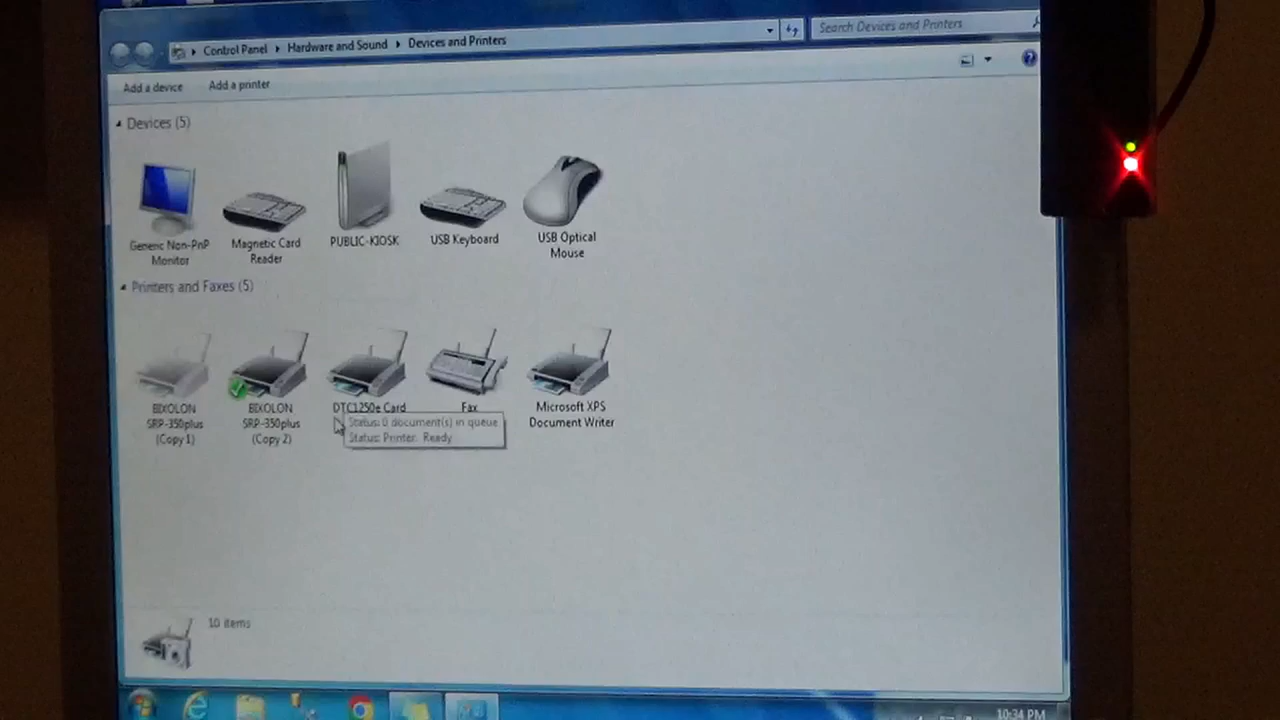 Control Panel
Hardware and Sound
Devices and Printers
Search Devices and Printers
Add a device
Add a printer
Devices (5)
Generic Non-PnP
Monitor
Magnetic Card
Reader
PUBLIC-KIOSK
USB Keyboard
USB Optical
Mouse
Printers and Faxes (5)
BIXOLON
SRP-350plus
(Copy 1)
BIXOLON
SRP-350plus
(Copy 2)
DTC1250e Card
Fax
Microsoft XPS
Document Writer
Status: 0 document(s) in queue
Status: Printer: Ready
10 items
10:34 PM